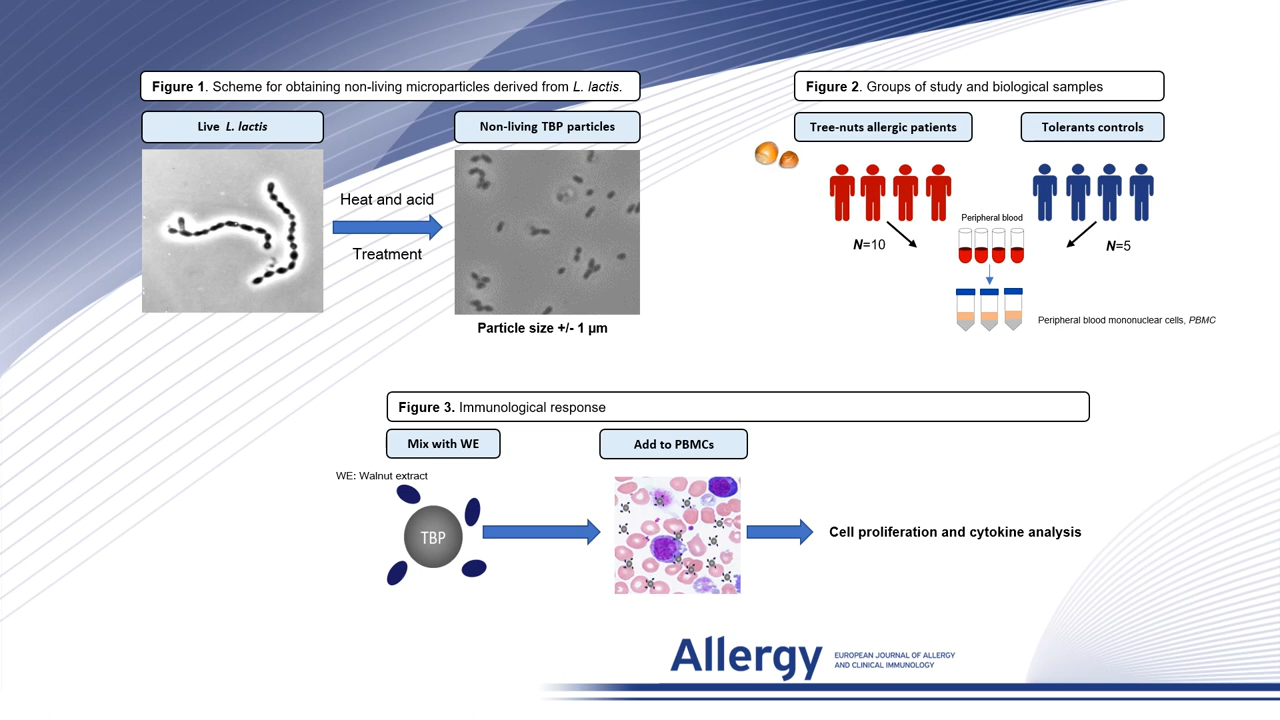 Figure 1. Scheme for obtaining non-living microparticles derived from L. lactis.
Live L. lactis
Non-living TBP particles
Heat and acid
Treatment
Particle size +/- 1 µm
Figure 2. Groups of study and biological samples
Tree-nuts allergic patients
Tolerants controls
Peripheral blood
N=10
N=5
Peripheral blood mononuclear cells, PBMC
Figure 3. Immunological response
Mix with WE
Add to PBMCs
WE: Walnut extract
TBP
Cell proliferation and cytokine analysis
Allergy
EUROPEAN JOURNAL OF ALLERGY
AND CLINICAL IMMUNOLOGY